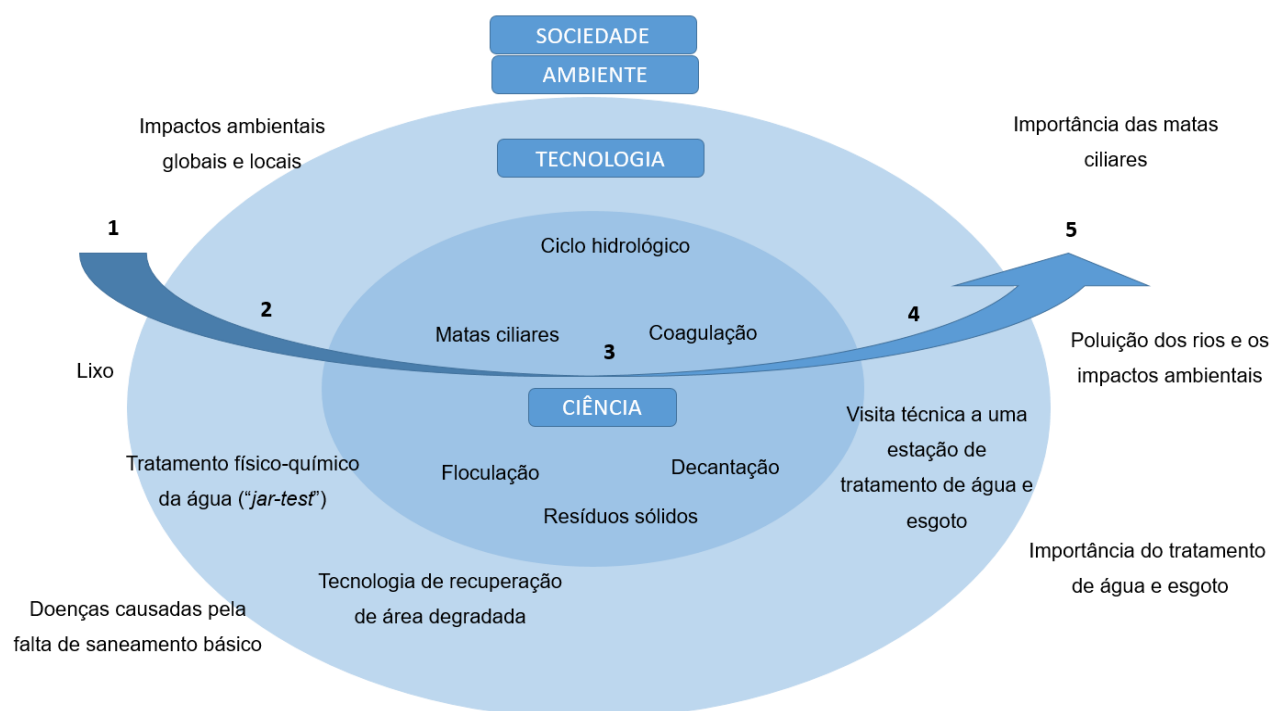 SOCIEDADE
AMBIENTE
Impactos ambientais
globais e locais
TECNOLOGIA
Importância das matas
ciliares
1
5
Ciclo hidrológico
2
4
Matas ciliares
3
Coagulação
Lixo
Poluição dos rios e os
impactos ambientais
CIÊNCIA
Visita técnica a uma
estação de
tratamento de água e
esgoto
Tratamento físico-químico
da água (“jar-test”)
Floculação
Decantação
Resíduos sólidos
Importância do tratamento
de água e esgoto
Tecnologia de recuperação
de área degradada
Doenças causadas pela
falta de saneamento básico